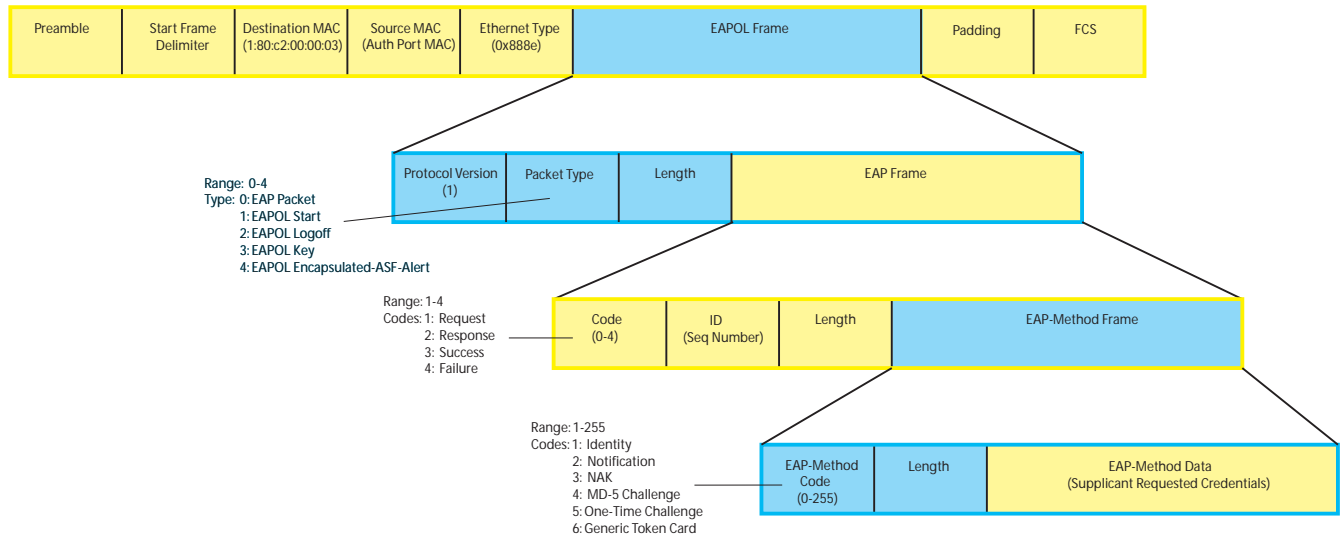 Preamble
Start Frame
Delimiter
Destination MAC
(1:80:c2:00:00:03)
Source MAC
(Auth Port MAC)
Ethernet Type
(0x888e)
EAPOL Frame
Padding
FCS
Protocol Version
(1)
Packet Type
Length
EAP Frame
Range: 0-4
Type: 0: EAP Packet
1: EAPOL Start
2: EAPOL Logoff
3: EAPOL Key
4: EAPOL Encapsulated-ASF-Alert
Range: 1-4
Codes: 1: Request
2: Response
3: Success
4: Failure
Code
(0-4)
ID
(Seq Number)
Length
EAP-Method Frame
Range: 1-255
Codes: 1: Identity
2: Notification
3: NAK
4: MD-5 Challenge
5: One-Time Challenge
6: Generic Token Card
EAP-Method
Code
(0-255)
Length
EAP-Method Data
(Supplicant Requested Credentials)